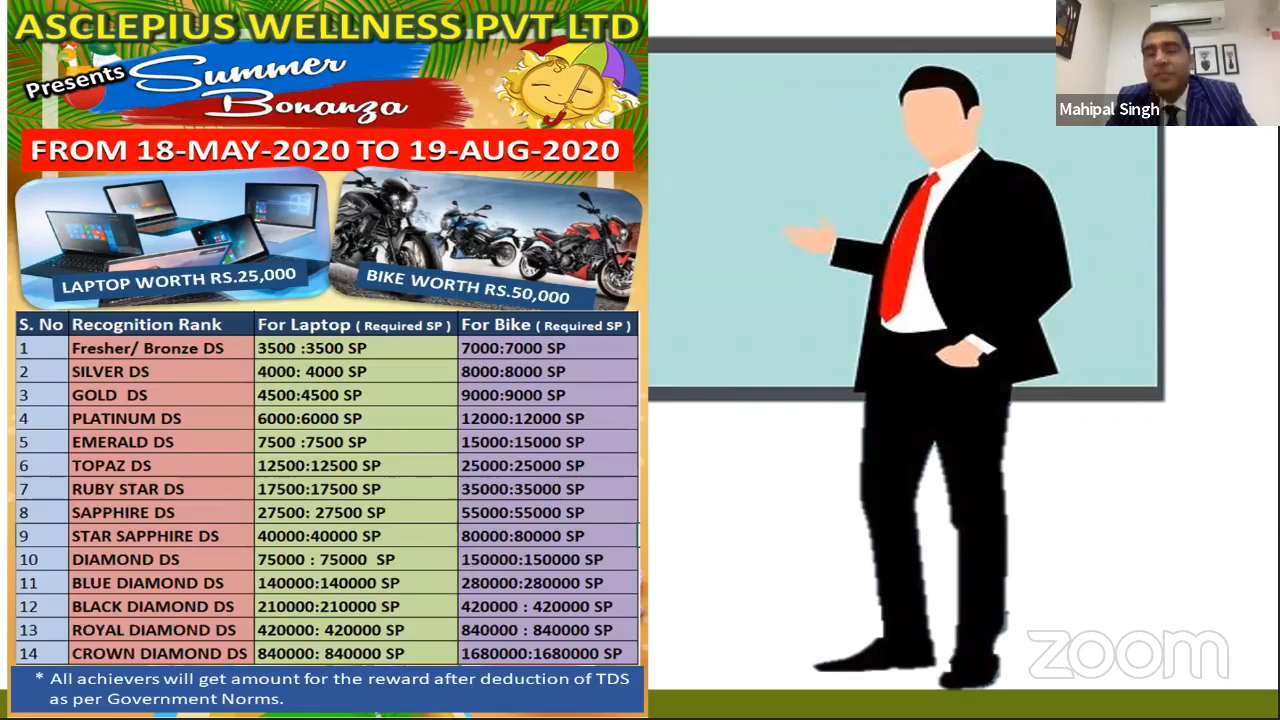 ASCLEPIUS WELLNESS PVT LTD
Presents Summer
Bonanza
FROM 18-MAY-2020 TO 19-AUG-2020
LAPTOP WORTH RS.25,000
BIKE WORTH RS.50,000
S. No Recognition Rank For Laptop ( Required SP ) For Bike ( Required SP )
1 Fresher/ Bronze DS 3500 :3500 SP 7000:7000 SP
2 SILVER DS 4000: 4000 SP 8000:8000 SP
3 GOLD DS 4500:4500 SP 9000:9000 SP
4 PLATINUM DS 6000:6000 SP 12000:12000 SP
5 EMERALD DS 7500 :7500 SP 15000:15000 SP
6 TOPAZ DS 12500:12500 SP 25000:25000 SP
7 RUBY STAR DS 17500:17500 SP 35000:35000 SP
8 SAPPHIRE DS 27500: 27500 SP 55000:55000 SP
9 STAR SAPPHIRE DS 40000:40000 SP 80000:80000 SP
10 DIAMOND DS 75000 : 75000 SP 150000:150000 SP
11 BLUE DIAMOND DS 140000:140000 SP 280000:280000 SP
12 BLACK DIAMOND DS 210000:210000 SP 420000 : 420000 SP
13 ROYAL DIAMOND DS 420000: 420000 SP 840000 : 840000 SP
14 CROWN DIAMOND DS 840000: 840000 SP 1680000:1680000 SP
* All achievers will get amount for the reward after deduction of TDS
as per Government Norms.
Mahipal Singh
zoom